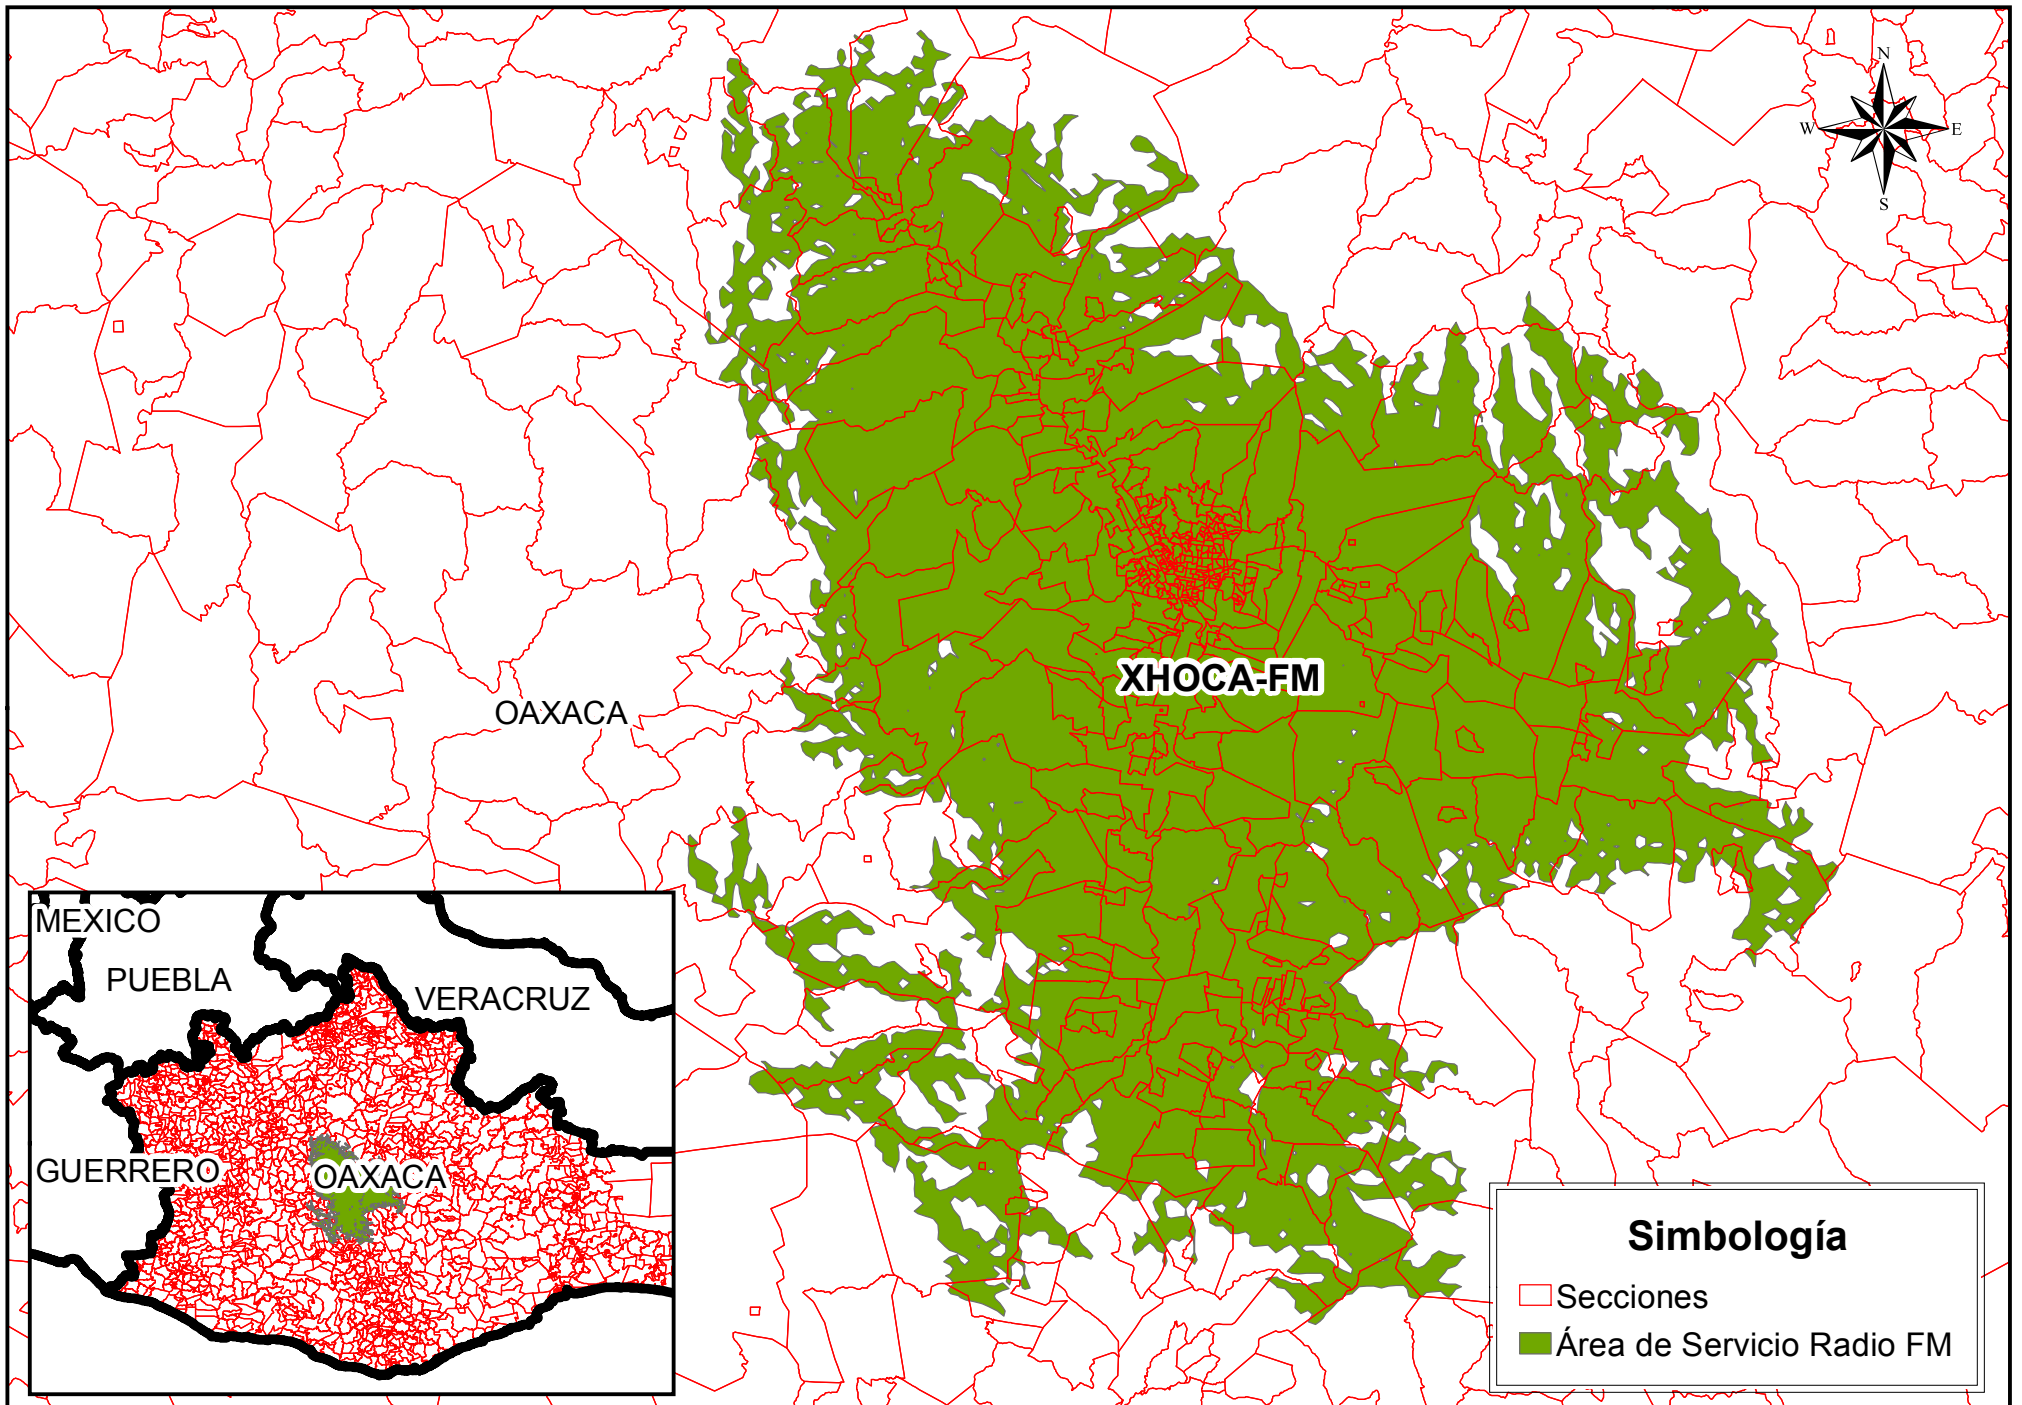 N
W E
S
XHOCA-FM
OAXACA
MEXICO
PUEBLA
VERACRUZ
GUERRERO
OAXACA
Simbología
Secciones
Área de Servicio Radio FM